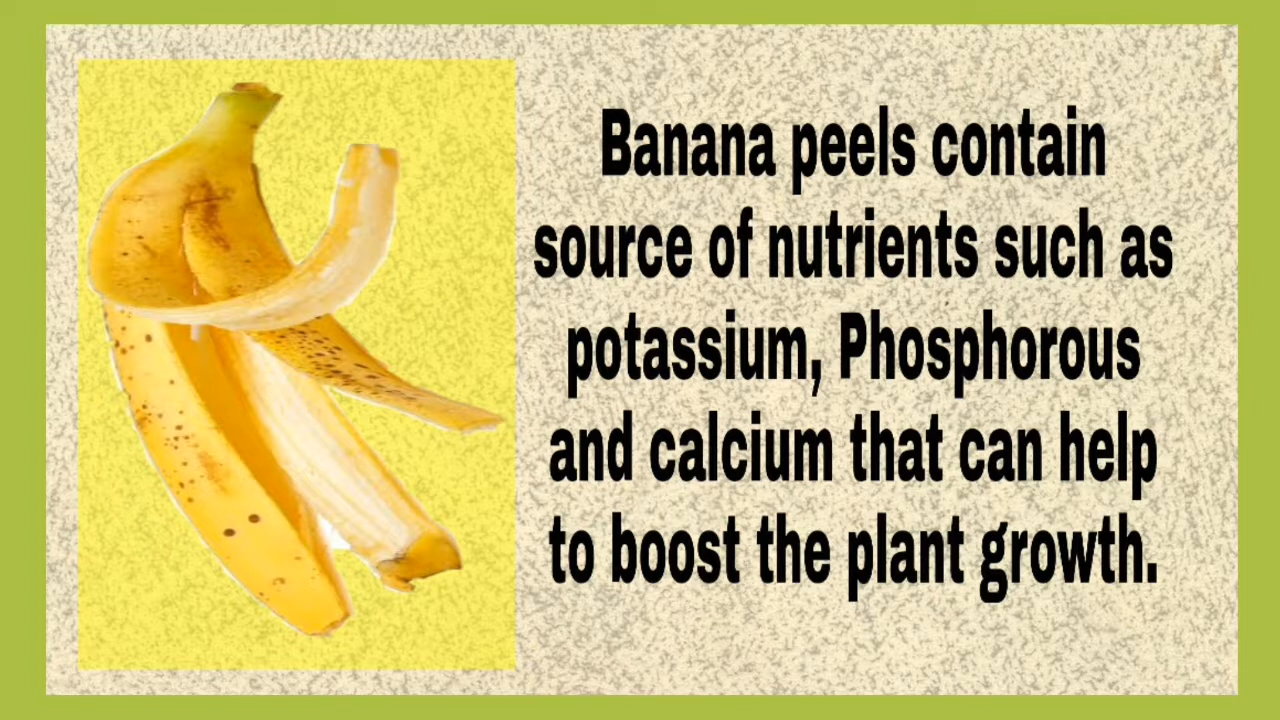 Banana peels contain
source of nutrients such as
potassium, Phosphorous
and calcium that can help
to boost the plant growth.